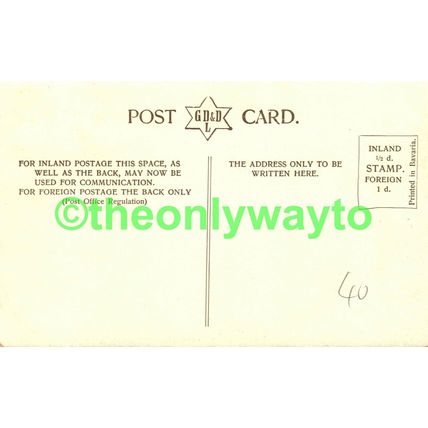 POST CARD.
G D & D
L
FOR INLAND POSTAGE THIS SPACE, AS
WELL AS THE BACK, MAY NOW BE
USED FOR COMMUNICATION.
FOR FOREIGN POSTAGE THE BACK ONLY
(Post Office Regulation)
THE ADDRESS ONLY TO BE
WRITTEN HERE.
INLAND
½ d.
STAMP.
FOREIGN
1 d.
Printed in Bavaria.
©theonlywayto
40